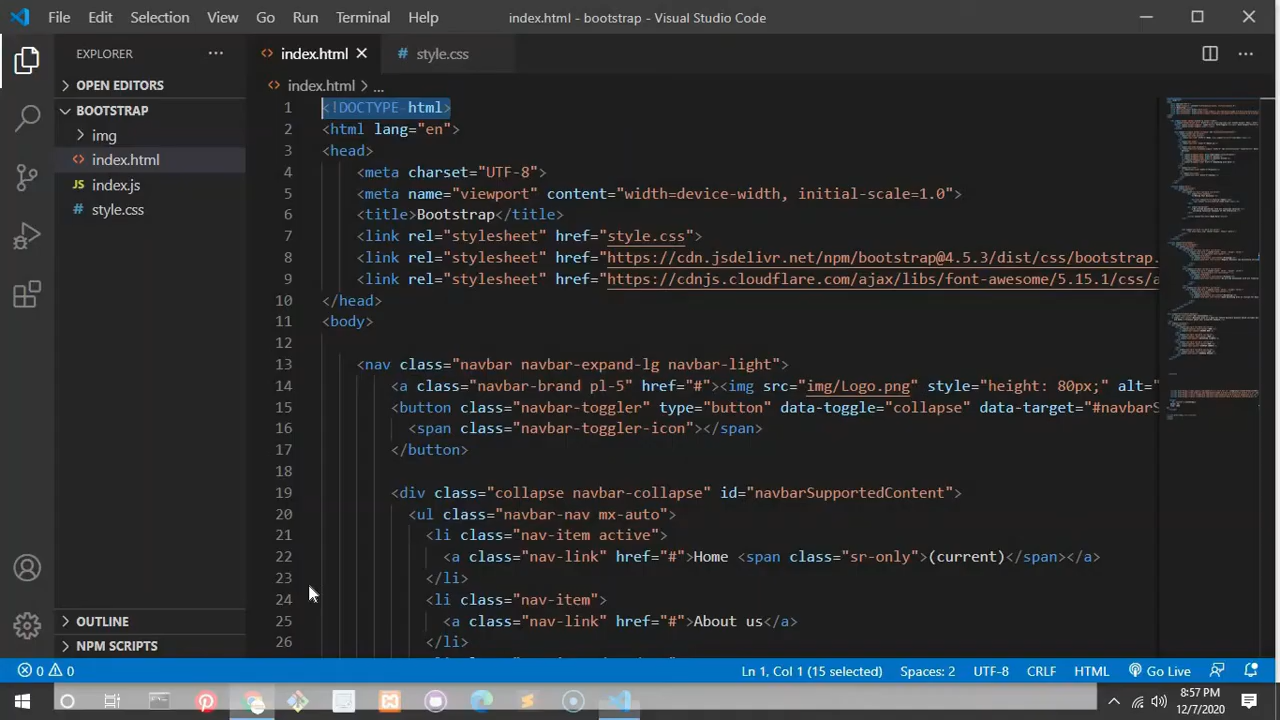 File Edit Selection View Go Run Terminal Help index.html - bootstrap - Visual Studio Code
EXPLORER ... index.html style.css ...
OPEN EDITORS index.html > ...
BOOTSTRAP
img
index.html
index.js
style.css
1 <!DOCTYPE html>
2 <html lang="en">
3 <head>
4 <meta charset="UTF-8">
5 <meta name="viewport" content="width=device-width, initial-scale=1.0">
6 <title>Bootstrap</title>
7 <link rel="stylesheet" href="style.css">
8 <link rel="stylesheet" href="https://cdn.jsdelivr.net/npm/bootstrap@4.5.3/dist/css/bootstrap.
9 <link rel="stylesheet" href="https://cdnjs.cloudflare.com/ajax/libs/font-awesome/5.15.1/css/a
10 </head>
11 <body>
12
13 <nav class="navbar navbar-expand-lg navbar-light">
14 <a class="navbar-brand pl-5" href="#"><img src="img/Logo.png" style="height: 80px;" alt="
15 <button class="navbar-toggler" type="button" data-toggle="collapse" data-target="#navbarS
16 <span class="navbar-toggler-icon"></span>
17 </button>
18
19 <div class="collapse navbar-collapse" id="navbarSupportedContent">
20 <ul class="navbar-nav mx-auto">
21 <li class="nav-item active">
22 <a class="nav-link" href="#">Home <span class="sr-only">(current)</span></a>
23 </li>
24 <li class="nav-item">
25 <a class="nav-link" href="#">About us</a>
26 </li>
OUTLINE
NPM SCRIPTS
0 0 Ln 1, Col 1 (15 selected) Spaces: 2 UTF-8 CRLF HTML Go Live
8:57 PM
12/7/2020